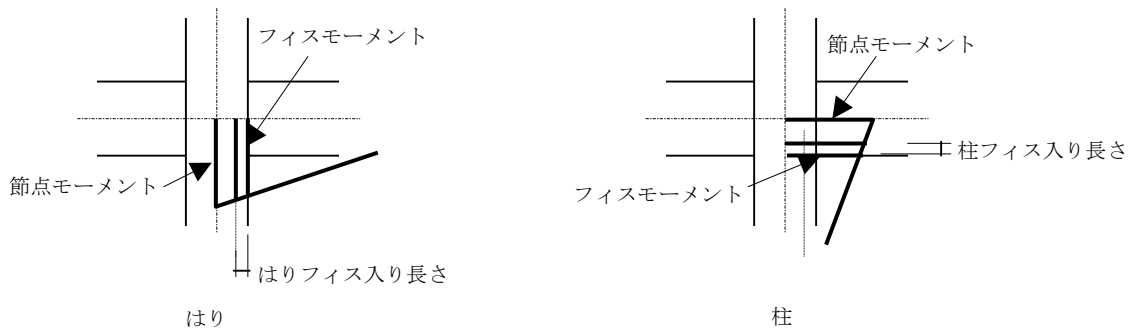 フィスモーメント
節点モーメント
はりフィス入り長さ
はり
節点モーメント
柱フィス入り長さ
フィスモーメント
柱